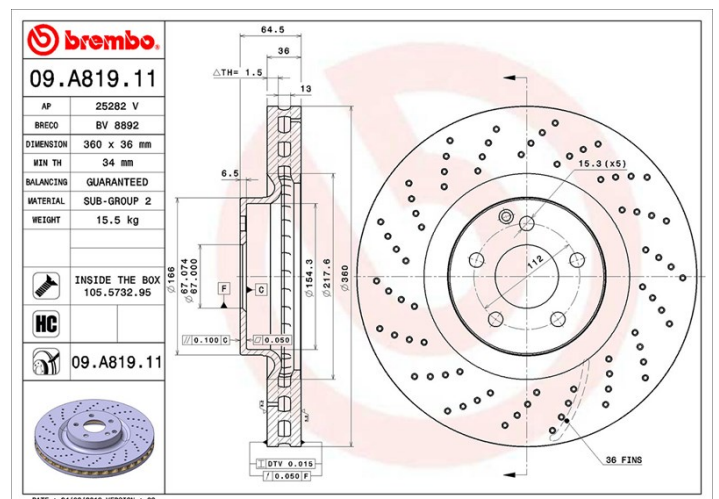 brembo.
09.A819.11
AP 25282 V
BRECO BV 8892
DIMENSION 360 x 36 mm
MIN TH 34 mm
BALANCING GUARANTEED
MATERIAL SUB-GROUP 2
WEIGHT 15.5 kg
INSIDE THE BOX
105.5732.95
HC
09.A819.11
64.5
36
△TH= 1.5
13
6.5
15.3(x5)
112
Ø166
67.074
Ø67.000
F
C
Ø154.3
Ø217.6
Ø360
// 0.100 C
0.050
DTV 0.015
0.050 F
36 FINS